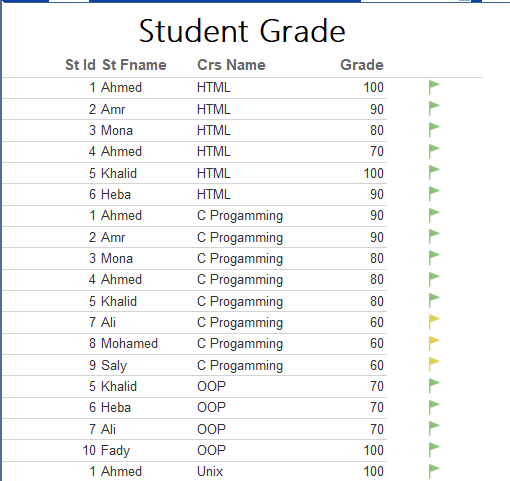 Student Grade
St Id St Fname Crs Name Grade
1 Ahmed HTML 100
2 Amr HTML 90
3 Mona HTML 80
4 Ahmed HTML 70
5 Khalid HTML 100
6 Heba HTML 90
1 Ahmed C Progamming 90
2 Amr C Progamming 90
3 Mona C Progamming 80
4 Ahmed C Progamming 80
5 Khalid C Progamming 80
7 Ali C Progamming 60
8 Mohamed C Progamming 60
9 Saly C Progamming 60
5 Khalid OOP 70
6 Heba OOP 70
7 Ali OOP 70
10 Fady OOP 100
1 Ahmed Unix 100